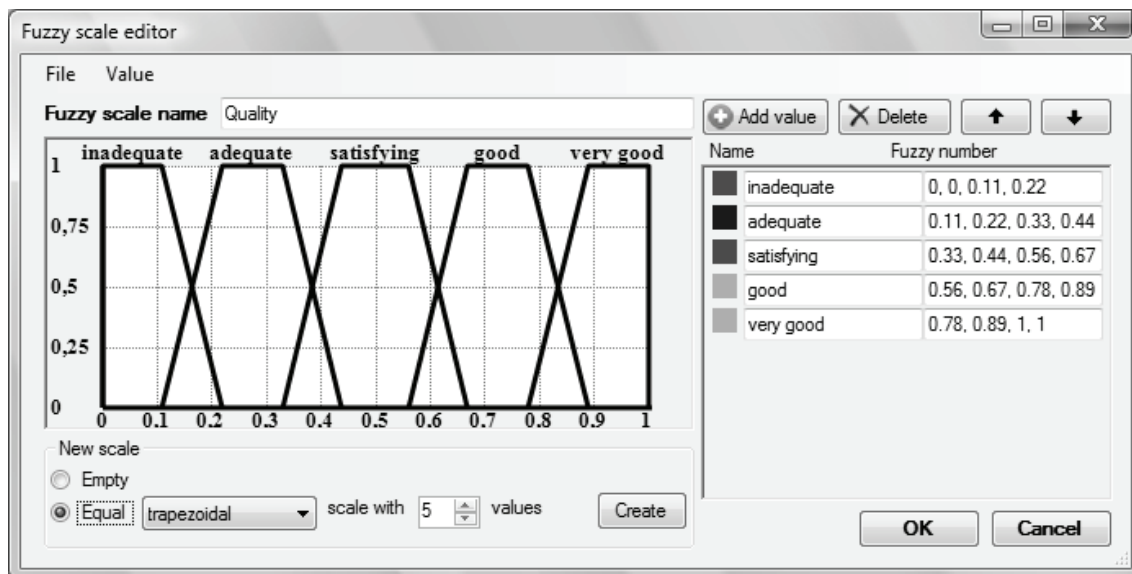 Fuzzy scale editor
File Value
Fuzzy scale name Quality
Add value Delete
Name Fuzzy number
inadequate adequate satisfying good very good
1
0,75
0,5
0,25
0
0 0.1 0.2 0.3 0.4 0.5 0.6 0.7 0.8 0.9 1
inadequate 0, 0, 0.11, 0.22
adequate 0.11, 0.22, 0.33, 0.44
satisfying 0.33, 0.44, 0.56, 0.67
good 0.56, 0.67, 0.78, 0.89
very good 0.78, 0.89, 1, 1
New scale
Empty
Equal trapezoidal scale with 5 values Create
OK Cancel